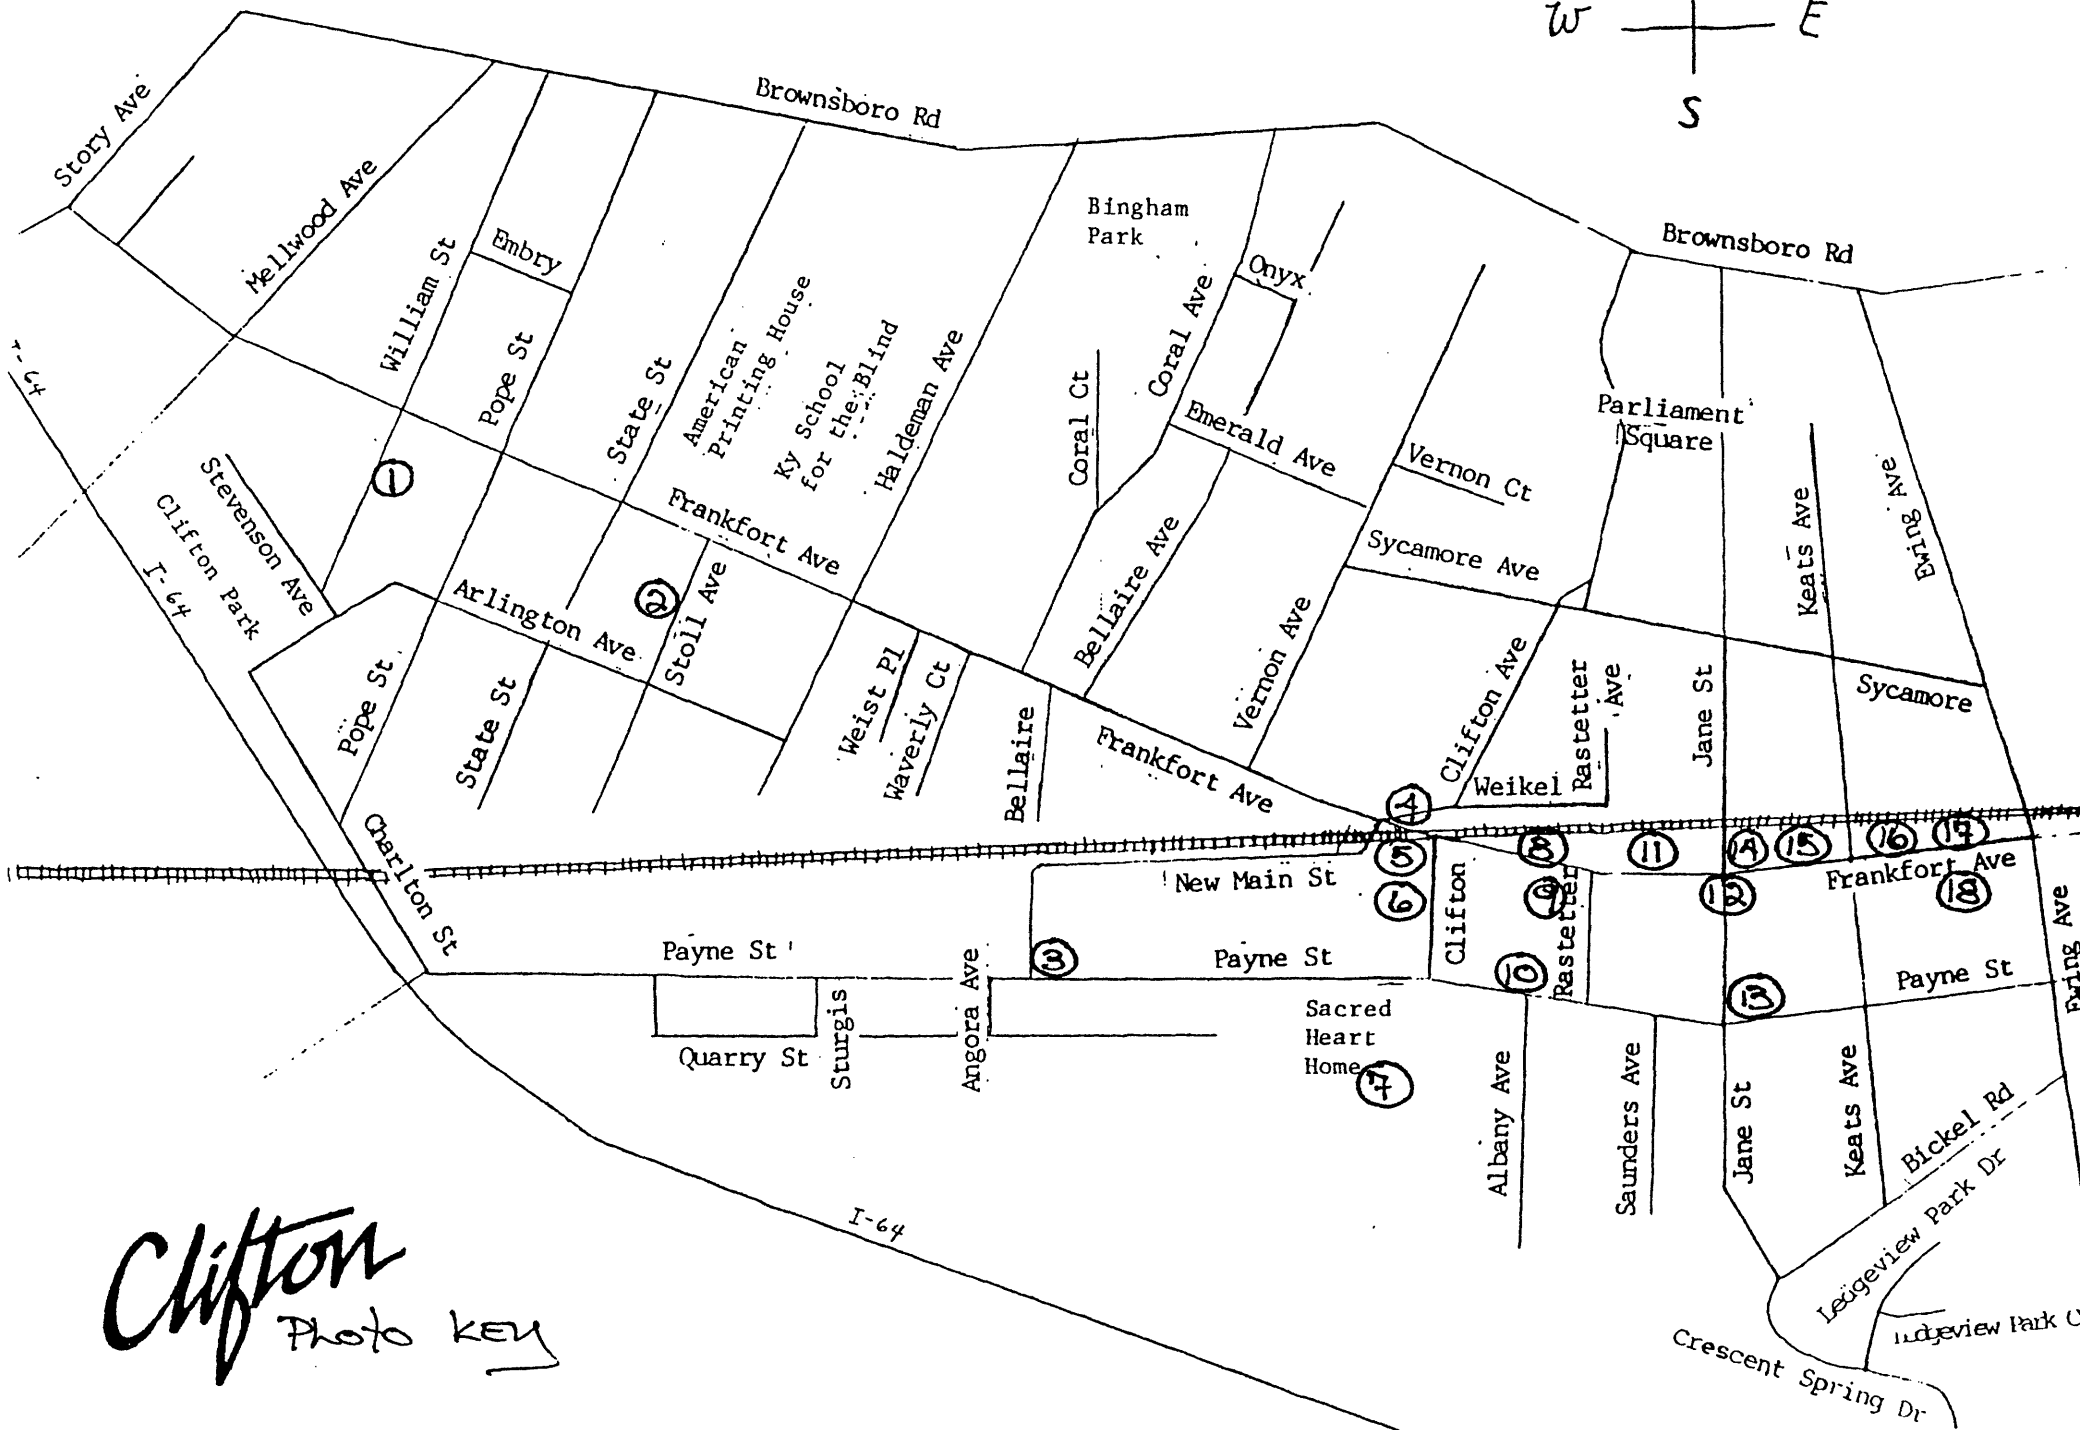 W E
S
Brownsboro Rd
Story Ave
Mellwood Ave
William St
Embry
Pope St
State St
American
Printing House
Ky School
for the Blind
Haldeman Ave
Bingham
Park
Coral Ct
Coral Ave
Onyx
Emerald Ave
Vernon Ct
Brownsboro Rd
Parliament
Square
Keats Ave
Ewing Ave
I-64
Stevenson Ave
Clifton Park
I-64
1
Frankfort Ave
Arlington Ave
2
Stoll Ave
Bellaire Ave
Sycamore Ave
Vernon Ave
Clifton Ave
Rastetter
Ave
Jane St
Sycamore
Pope St
State St
Weist Pl
Waverly Ct
Bellaire
Frankfort Ave
Weikel
4
Charlton St
New Main St
5
6
Clifton
8
9
Rastetter
11
12
14
15
16
17
Frankfort Ave
18
Ewing Ave
Payne St
3
Payne St
10
13
Payne St
Quarry St
Sturgis
Angora Ave
Sacred
Heart
Home
7
Albany Ave
Saunders Ave
Jane St
Keats Ave
Bickel Rd
Ledgeview Park Dr
Ledgeview Park
Crescent Spring Dr
I-64
Clifton
Photo Key